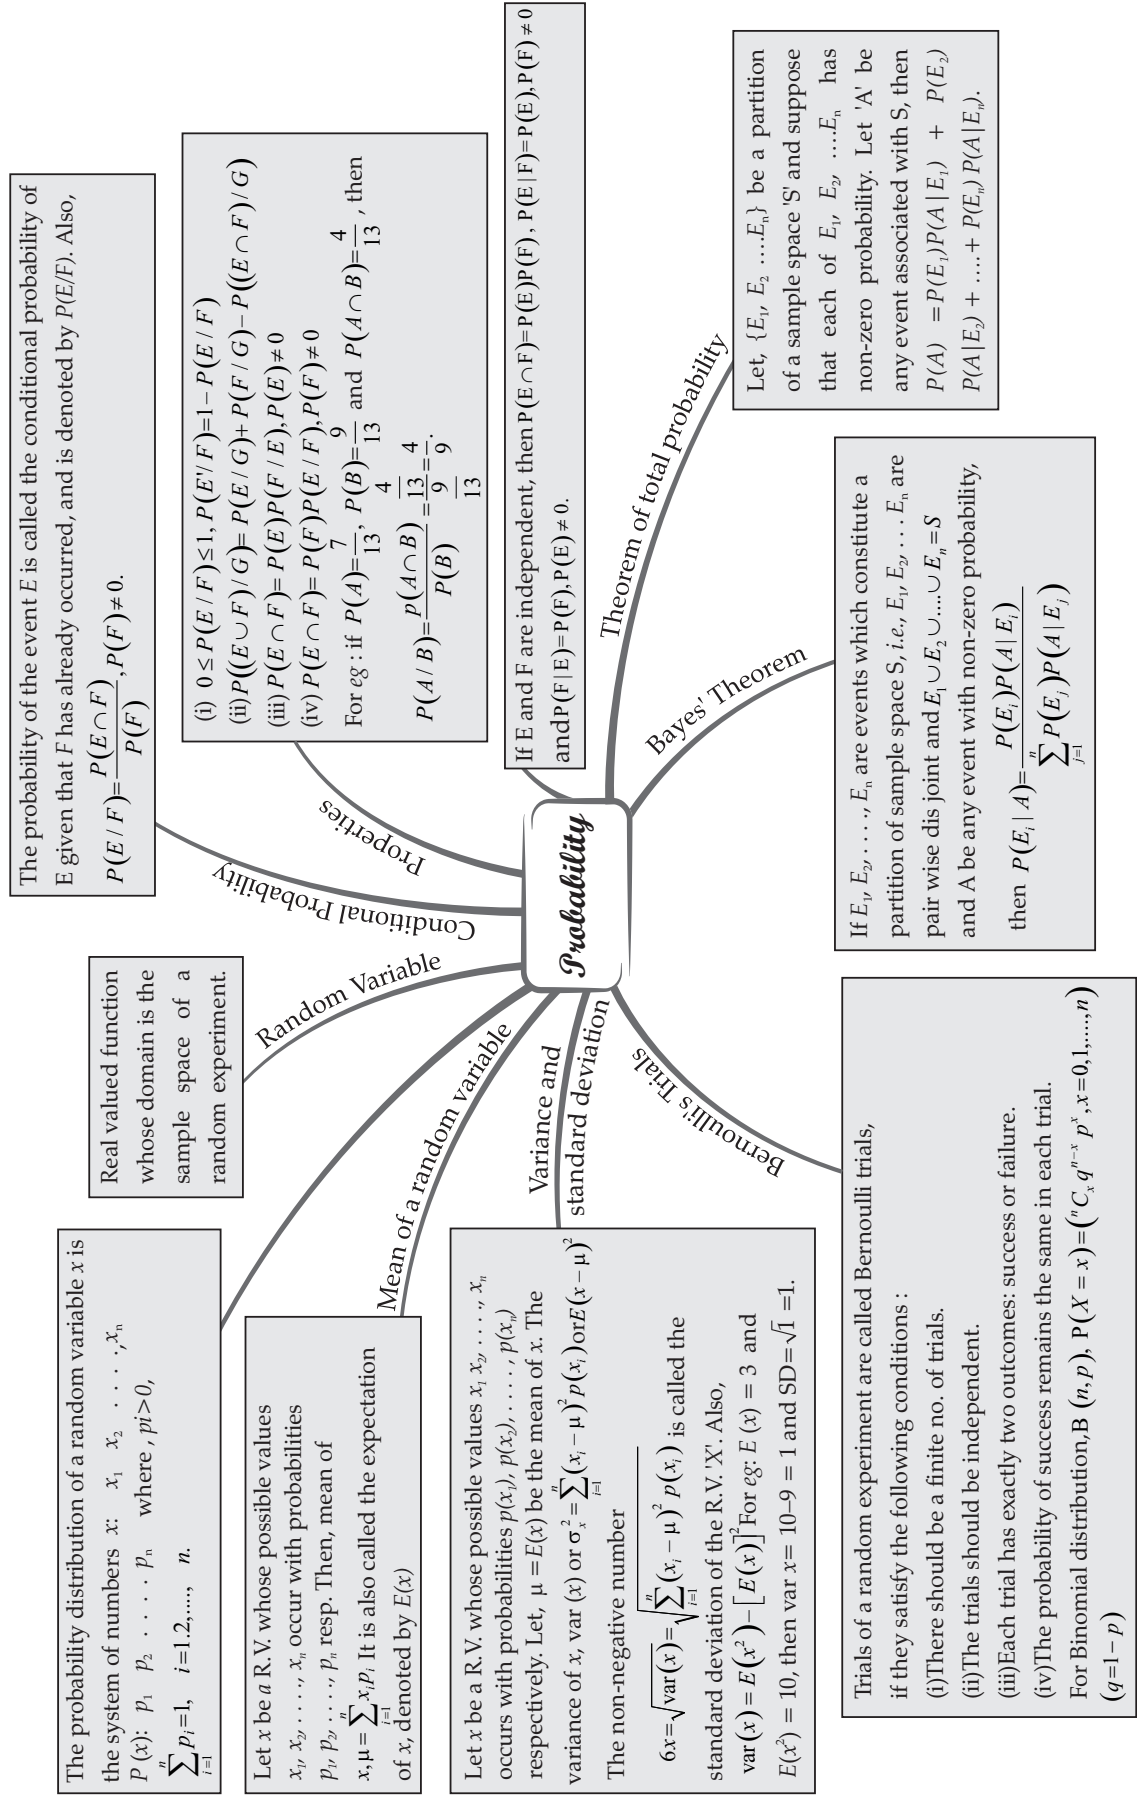 Probability
The probability distribution of a random variable x is
the system of numbers x: x₁ x₂ . . . .,xₙ
P (x): p₁ p₂ . . . . pₙ where , pi>0,
∑ⁿᵢ₌₁ pᵢ=1, i=1.2,...., n.
Real valued function
whose domain is the
sample space of a
random experiment.
Random Variable
The probability of the event E is called the conditional probability of
E given that F has already occurred, and is denoted by P(E/F). Also,
P(E / F)= P(E ∩ F)/P(F) , P(F) ≠ 0.
Conditional Probability
(i) 0 ≤ P(E / F) ≤ 1, P(E'/ F)=1− P(E / F)
(ii) P((E ∪ F) / G)= P(E / G)+ P(F / G)− P((E ∩ F) / G)
(iii) P(E ∩ F)= P(E)P(F / E), P(E) ≠ 0
(iv) P(E ∩ F)= P(F)P(E / F), P(F) ≠ 0
For eg : if P(A)= 7/13, P(B)= 9/13 and P(A ∩ B)= 4/13 , then
P(A / B)= p(A ∩ B)/P(B) = (4/13)/(9/13) = 4/9.
Properties
If E and F are independent, then P(E ∩ F)=P(E)P(F), P(E | F)=P(E),P(F) ≠ 0
and P(F | E)= P(F),P(E) ≠ 0.
Let x be a R.V. whose possible values
x₁, x₂, . . . ., xₙ occur with probabilities
p₁, p₂, . . . ., pₙ resp. Then, mean of
x,μ= ∑ⁿᵢ₌₁ xᵢpᵢ It is also called the expectation
of x, denoted by E(x)
Mean of a random variable
Let x be a R.V. whose possible values x₁ x₂, . . . ., xₙ
occurs with probabilities p(x₁), p(x₂), . . . ., p(xₙ)
respectively. Let, μ = E(x) be the mean of x. The
variance of x, var (x) or σₓ² = ∑ⁿᵢ₌₁ (xᵢ − μ)² p(xᵢ) or E(x − μ)²
The non-negative number
6x=√var(x)=√∑ⁿᵢ₌₁ (xᵢ − μ)² p(xᵢ) is called the
standard deviation of the R.V. 'X'. Also,
var(x) = E(x²) − [E(x)]² For eg: E (x) = 3 and
E(x²) = 10, then var x= 10–9 = 1 and SD=√1 =1.
Variance and
standard deviation
Theorem of total probability
Let, {E₁, E₂ ....Eₙ} be a partition
of a sample space 'S' and suppose
that each of E₁, E₂, ....Eₙ has
non-zero probability. Let 'A' be
any event associated with S, then
P(A) =P(E₁)P(A|E₁) + P(E₂)
P(A|E₂) + .... + P(Eₙ) P(A|Eₙ).
Bayes' Theorem
If E₁, E₂, . . . ., Eₙ are events which constitute a
partition of sample space S, i.e., E₁, E₂, . . . Eₙ are
pair wise dis joint and E₁ ∪ E₂ ∪ .... ∪ Eₙ = S
and A be any event with non-zero probability,
then P(Eᵢ | A)= P(Eᵢ)P(A | Eᵢ) / ∑ⁿⱼ₌₁ P(Eⱼ)P(A | Eⱼ)
Bernoulli's Trials
Trials of a random experiment are called Bernoulli trials,
if they satisfy the following conditions :
(i)There should be a finite no. of trials.
(ii)The trials should be independent.
(iii)Each trial has exactly two outcomes: success or failure.
(iv)The probability of success remains the same in each trial.
For Binomial distribution,B (n, p), P(X = x)=(ⁿCₓ qⁿ⁻ˣ pˣ , x=0,1,....,n)
(q=1− p)